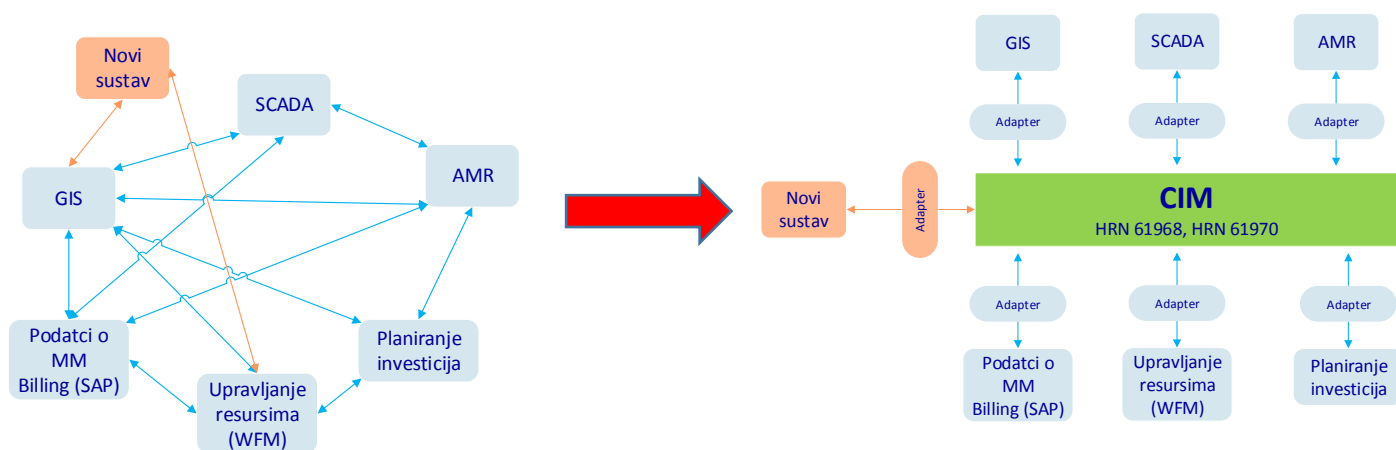 Novi
sustav
SCADA
GIS
AMR
Podatci o
MM
Billing (SAP)
Upravljanje
resursima
(WFM)
Planiranje
investicija
GIS
SCADA
AMR
Adapter
Adapter
Adapter
Novi
sustav
Adapter
CIM
HRN 61968, HRN 61970
Adapter
Adapter
Adapter
Podatci o
MM
Billing (SAP)
Upravljanje
resursima
(WFM)
Planiranje
investicija